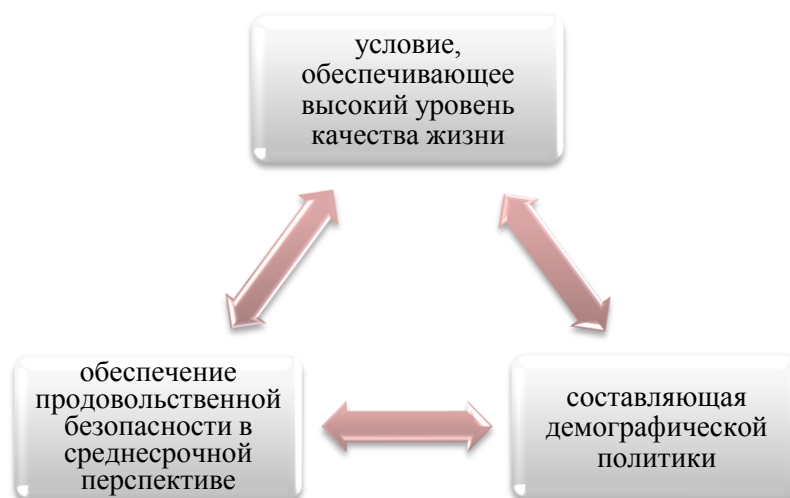 условие,
обеспечивающее
высокий уровень
качества жизни
обеспечение
продовольственной
безопасности в
среднесрочной
перспективе
составляющая
демографической
политики